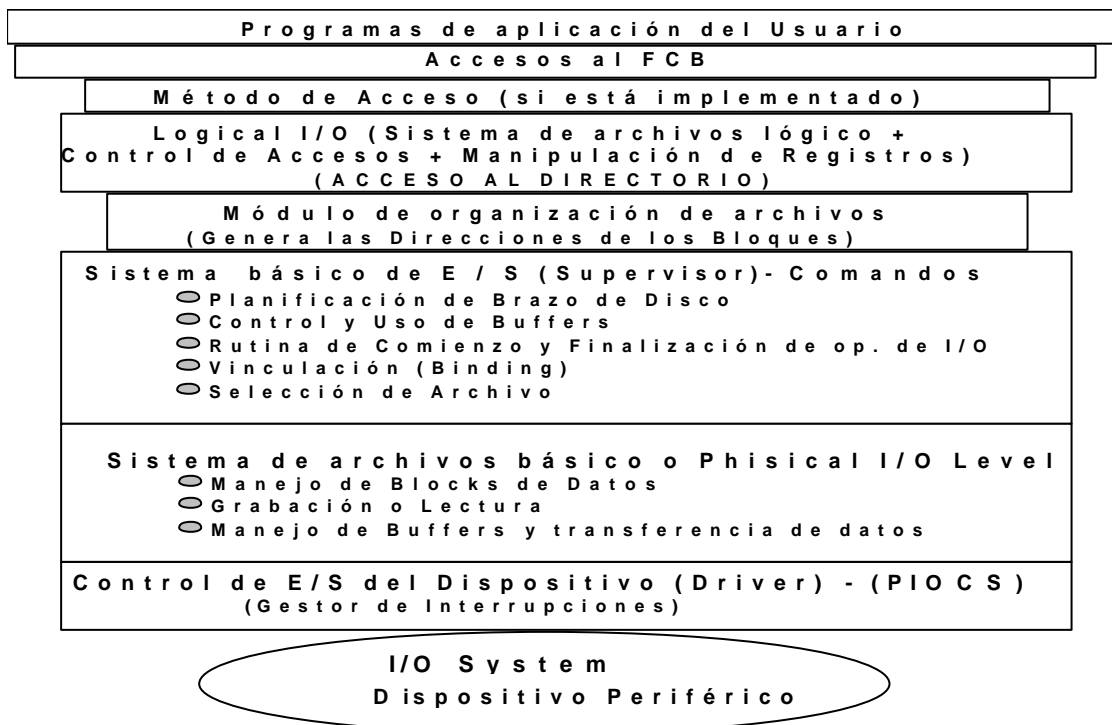 Programas de aplicación del Usuario
Accesos al FCB
Método de Acceso (si está implementado)
Logical I/O (Sistema de archivos lógico +
Control de Accesos + Manipulación de Registros)
(ACCESO AL DIRECTORIO)
Módulo de organización de archivos
(Genera las Direcciones de los Bloques)
Sistema básico de E / S (Supervisor)- Comandos
Planificación de Brazo de Disco
Control y Uso de Buffers
Rutina de Comienzo y Finalización de op. de I/O
Vinculación (Binding)
Selección de Archivo
Sistema de archivos básico o Phisical I/O Level
Manejo de Blocks de Datos
Grabación o Lectura
Manejo de Buffers y transferencia de datos
Control de E/S del Dispositivo (Driver) - (PIOCS)
(Gestor de Interrupciones)
I/O System
Dispositivo Periférico